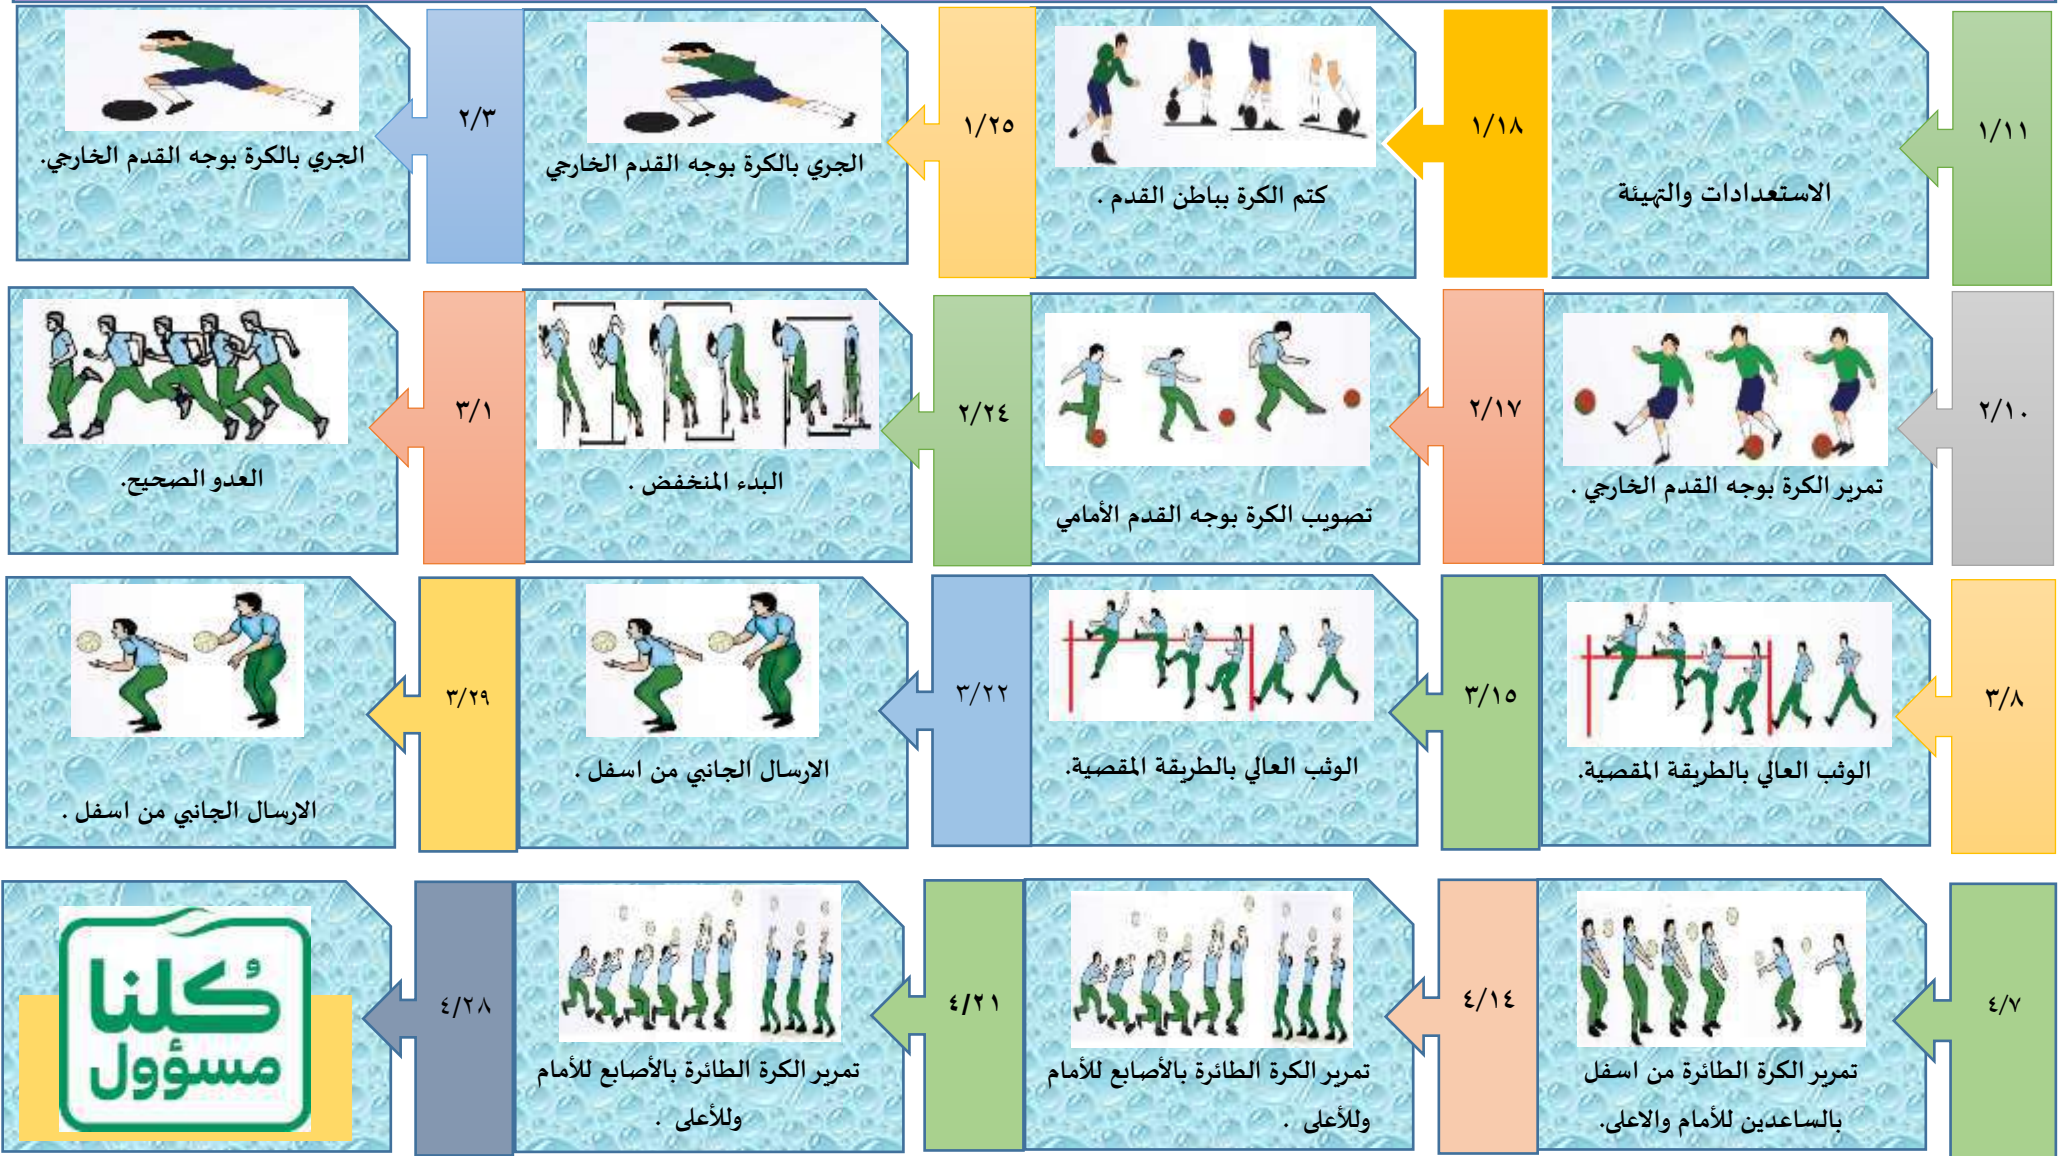 ١/١١
الاستعدادات والتهيئة
١/١٨
كتم الكرة بباطن القدم .
١/٢٥
الجري بالكرة بوجه القدم الخارجي
٢/٣
الجري بالكرة بوجه القدم الخارجي.
٢/١٠
تمرير الكرة بوجه القدم الخارجي .
٢/١٧
تصويب الكرة بوجه القدم الأمامي
٢/٢٤
البدء المنخفض .
٣/١
العدو الصحيح.
٣/٨
الوثب العالي بالطريقة المقصية.
٣/١٥
الوثب العالي بالطريقة المقصية.
٣/٢٢
الارسال الجانبي من اسفل .
٣/٢٩
الارسال الجانبي من اسفل .
٤/٧
تمرير الكرة الطائرة من اسفل
بالساعدين للأمام والاعلى.
٤/١٤
تمرير الكرة الطائرة بالأصابع للأمام
وللأعلى .
٤/٢١
تمرير الكرة الطائرة بالأصابع للأمام
وللأعلى .
٤/٢٨
كُلنا
مسؤول